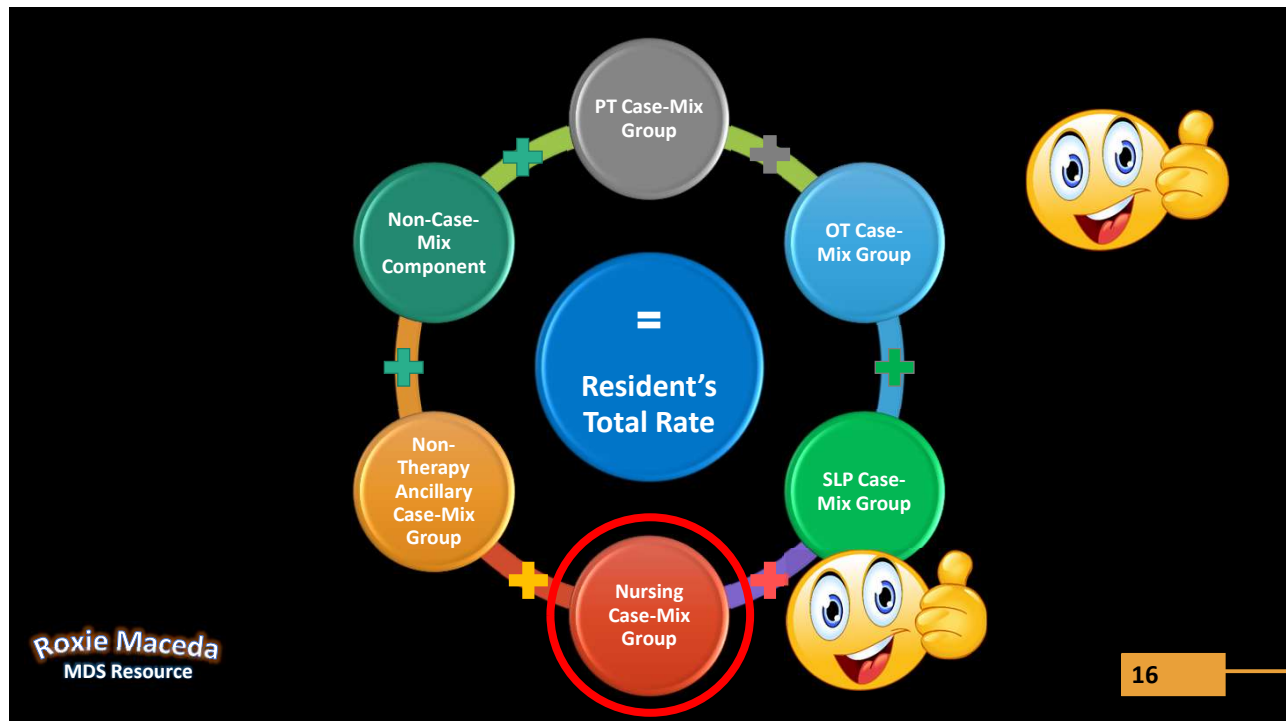 PT Case-Mix
Group
OT Case-
Mix Group
SLP Case-
Mix Group
Nursing
Case-Mix
Group
Non-
Therapy
Ancillary
Case-Mix
Group
Non-Case-
Mix
Component
=
Resident’s
Total Rate
Roxie Maceda
MDS Resource
16